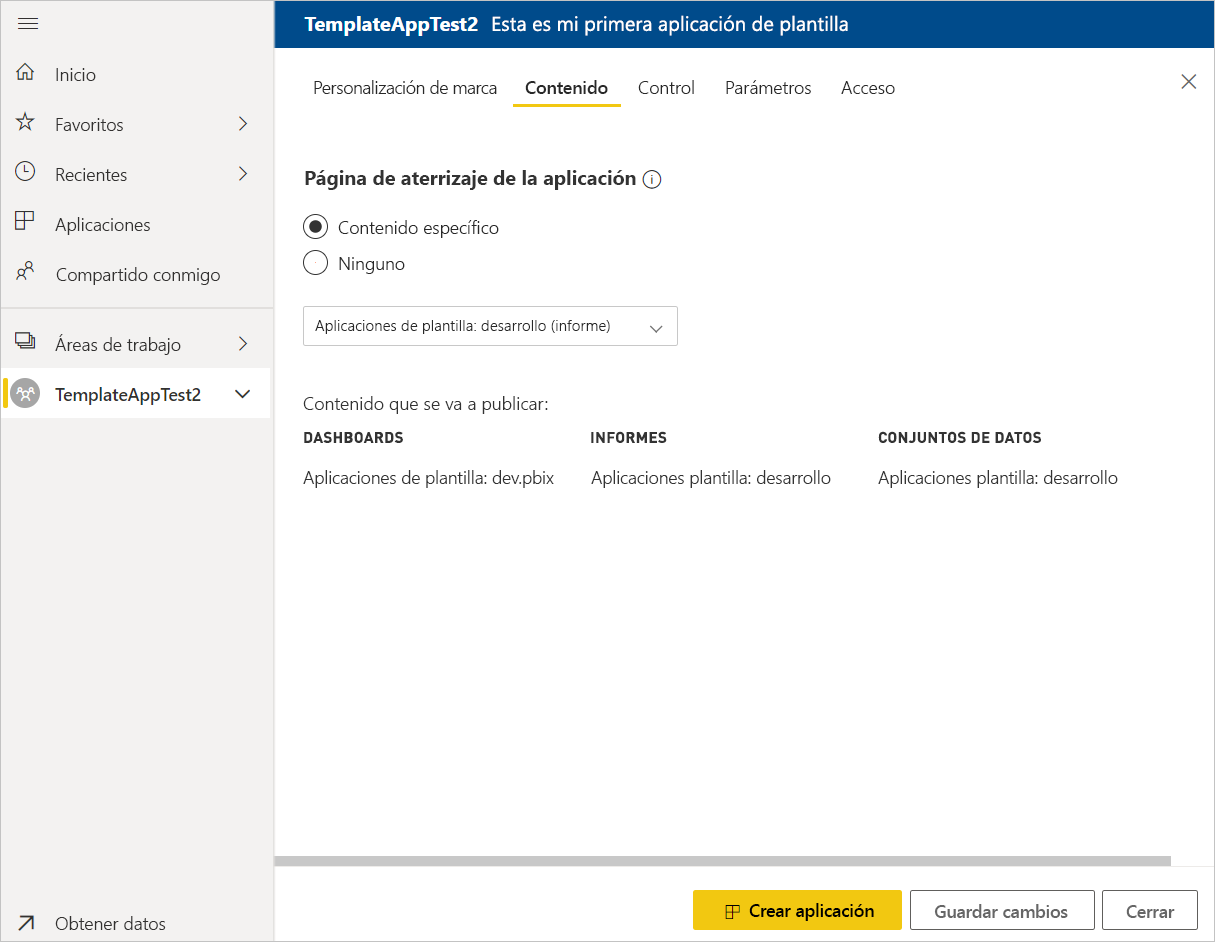 TemplateAppTest2 Esta es mi primera aplicación de plantilla
Inicio
Favoritos
Recientes
Aplicaciones
Compartido conmigo
Áreas de trabajo
TemplateAppTest2
Obtener datos
Personalización de marca Contenido Control Parámetros Acceso
Página de aterrizaje de la aplicación
Contenido específico
Ninguno
Aplicaciones de plantilla: desarrollo (informe)
Contenido que se va a publicar:
DASHBOARDS INFORMES CONJUNTOS DE DATOS
Aplicaciones de plantilla: dev.pbix Aplicaciones plantilla: desarrollo Aplicaciones plantilla: desarrollo
Crear aplicación Guardar cambios Cerrar